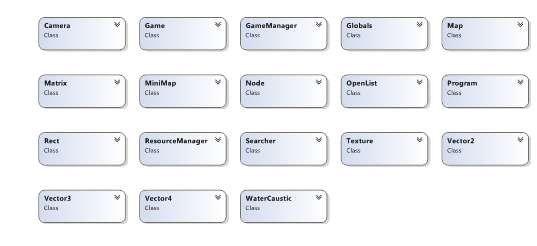 Camera
Class
Game
Class
GameManager
Class
Globals
Class
Map
Class
Matrix
Class
MiniMap
Class
Node
Class
OpenList
Class
Program
Class
Rect
Class
ResourceManager
Class
Searcher
Class
Texture
Class
Vector2
Class
Vector3
Class
Vector4
Class
WaterCaustic
Class